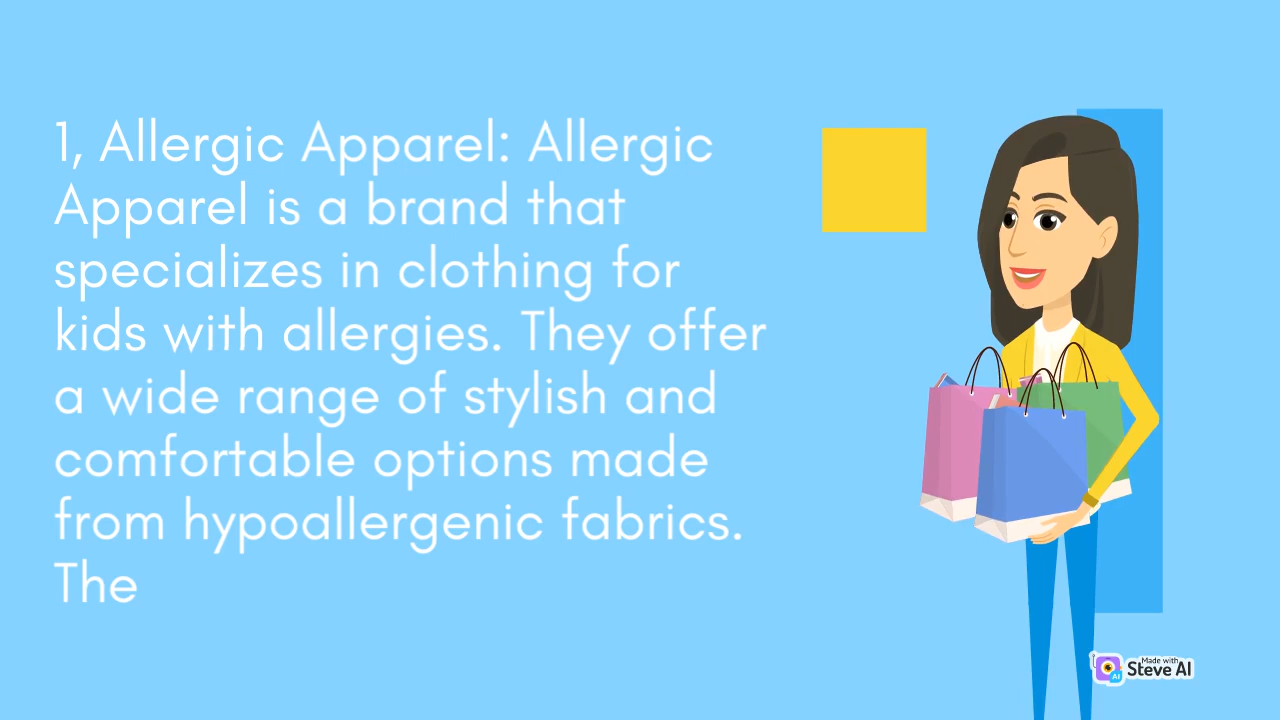 1, Allergic Apparel: Allergic
Apparel is a brand that
specializes in clothing for
kids with allergies. They offer
a wide range of stylish and
comfortable options made
from hypoallergenic fabrics.
The
Made with
Steve AI
AI